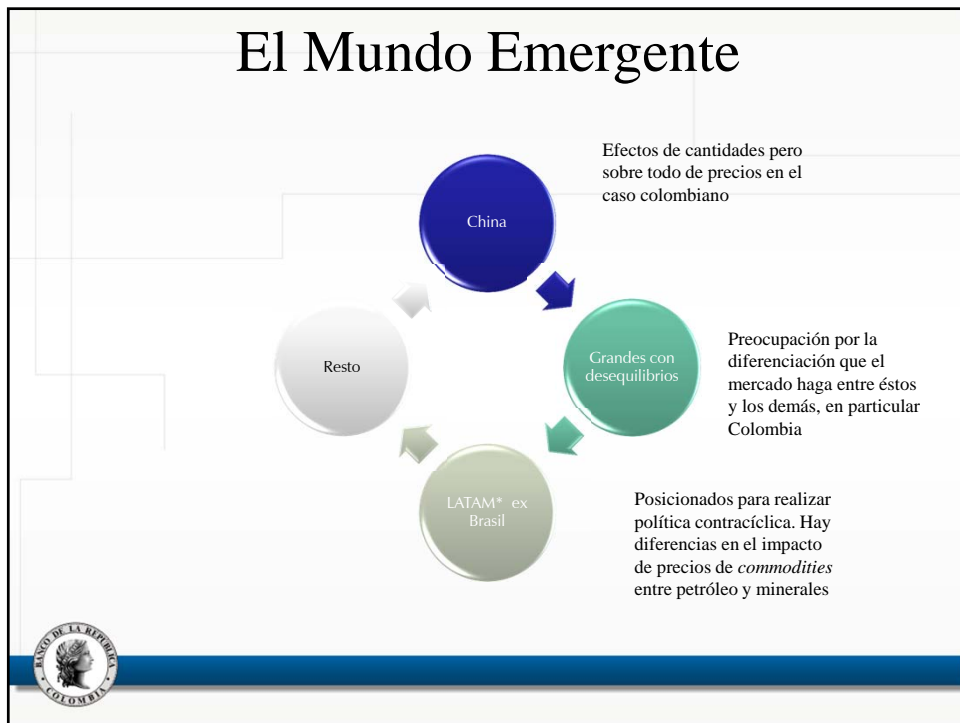 El Mundo Emergente
Efectos de cantidades pero
sobre todo de precios en el
caso colombiano
China
Grandes con
desequilibrios
Preocupación por la
diferenciación que el
mercado haga entre éstos
y los demás, en particular
Colombia
Resto
LATAM* ex
Brasil
Posicionados para realizar
política contracíclica. Hay
diferencias en el impacto
de precios de commodities
entre petróleo y minerales
BANCO DE LA REPÚBLICA
COLOMBIA